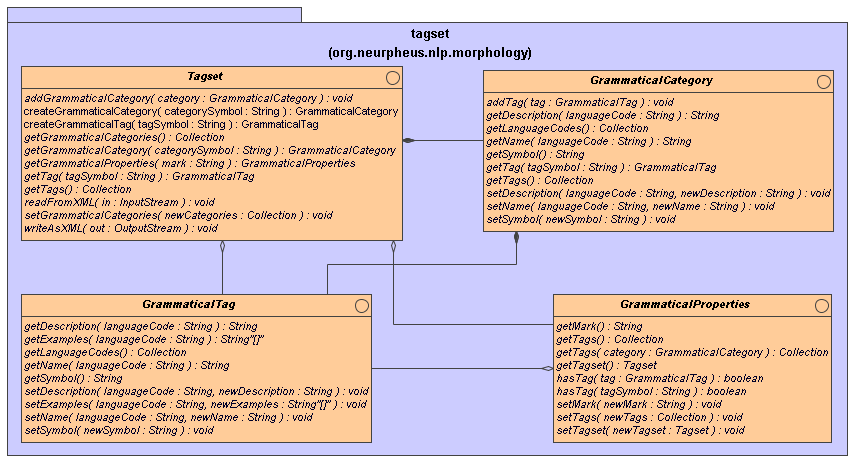 tagset
(org.neurpheus.nlp.morphology)
Tagset
addGrammaticalCategory( category : GrammaticalCategory ) : void
createGrammaticalCategory( categorySymbol : String ) : GrammaticalCategory
createGrammaticalTag( tagSymbol : String ) : GrammaticalTag
getGrammaticalCategories() : Collection
getGrammaticalCategory( categorySymbol : String ) : GrammaticalCategory
getGrammaticalProperties( mark : String ) : GrammaticalProperties
getTag( tagSymbol : String ) : GrammaticalTag
getTags() : Collection
readFromXML( in : InputStream ) : void
setGrammaticalCategories( newCategories : Collection ) : void
writeAsXML( out : OutputStream ) : void
GrammaticalCategory
addTag( tag : GrammaticalTag ) : void
getDescription( languageCode : String ) : String
getLanguageCodes() : Collection
getName( languageCode : String ) : String
getSymbol() : String
getTag( tagSymbol : String ) : GrammaticalTag
getTags() : Collection
setDescription( languageCode : String, newDescription : String ) : void
setName( languageCode : String, newName : String ) : void
setSymbol( newSymbol : String ) : void
GrammaticalTag
getDescription( languageCode : String ) : String
getExamples( languageCode : String ) : String"[]"
getLanguageCodes() : Collection
getName( languageCode : String ) : String
getSymbol() : String
setDescription( languageCode : String, newDescription : String ) : void
setExamples( languageCode : String, newExamples : String"[]" ) : void
setName( languageCode : String, newName : String ) : void
setSymbol( newSymbol : String ) : void
GrammaticalProperties
getMark() : String
getTags() : Collection
getTags( category : GrammaticalCategory ) : Collection
getTagset() : Tagset
hasTag( tag : GrammaticalTag ) : boolean
hasTag( tagSymbol : String ) : boolean
setMark( newMark : String ) : void
setTags( newTags : Collection ) : void
setTagset( newTagset : Tagset ) : void